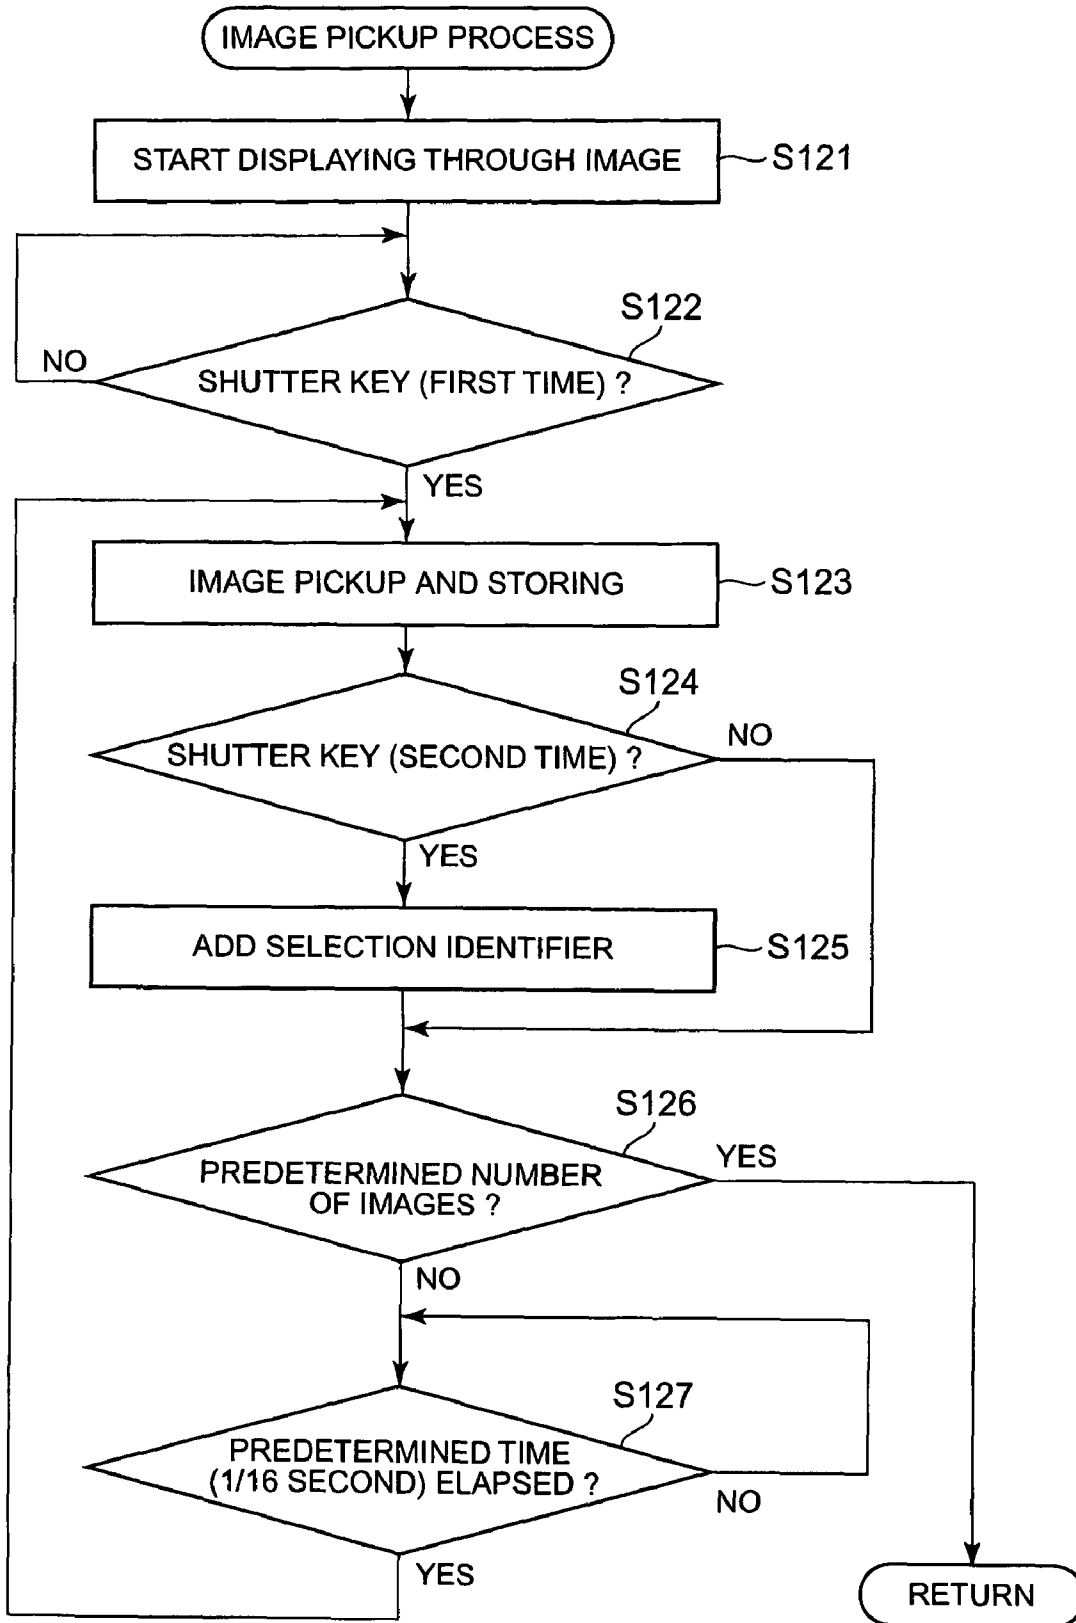 IMAGE PICKUP PROCESS
START DISPLAYING THROUGH IMAGE
S121
S122
NO
SHUTTER KEY (FIRST TIME) ?
YES
IMAGE PICKUP AND STORING
S123
S124
NO
SHUTTER KEY (SECOND TIME) ?
YES
ADD SELECTION IDENTIFIER
S125
S126
YES
PREDETERMINED NUMBER
OF IMAGES ?
NO
S127
PREDETERMINED TIME
(1/16 SECOND) ELAPSED ?
NO
YES
RETURN